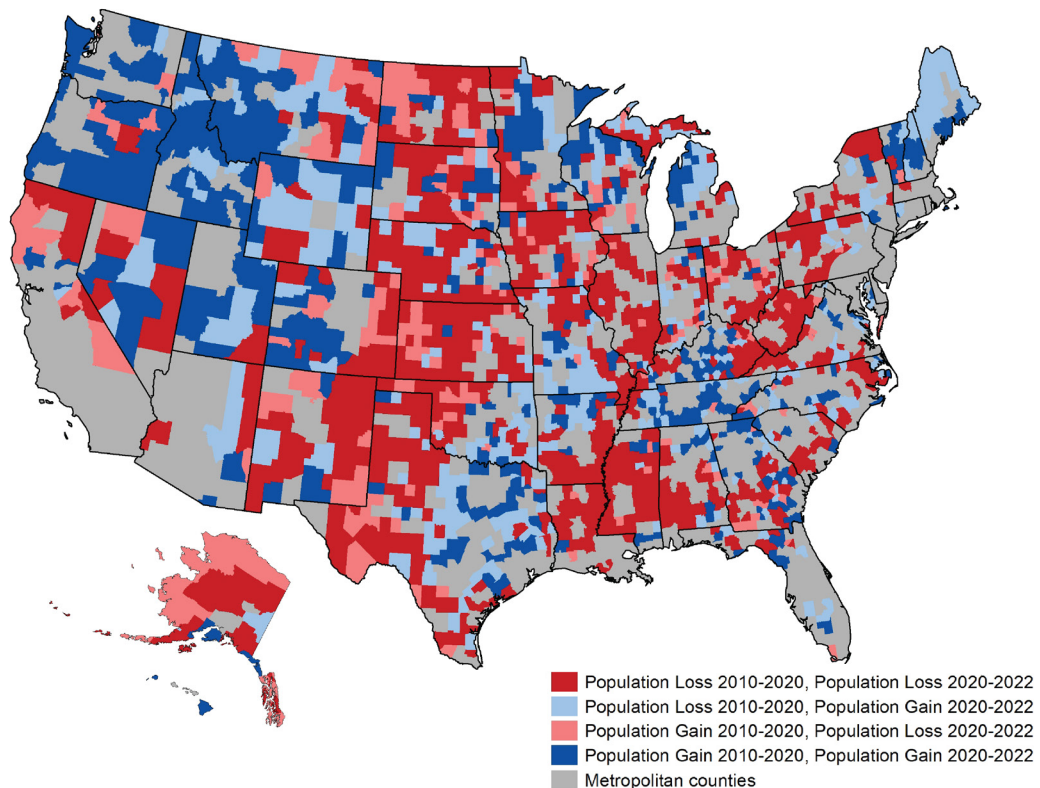 Population Loss 2010-2020, Population Loss 2020-2022
Population Loss 2010-2020, Population Gain 2020-2022
Population Gain 2010-2020, Population Loss 2020-2022
Population Gain 2010-2020, Population Gain 2020-2022
Metropolitan counties